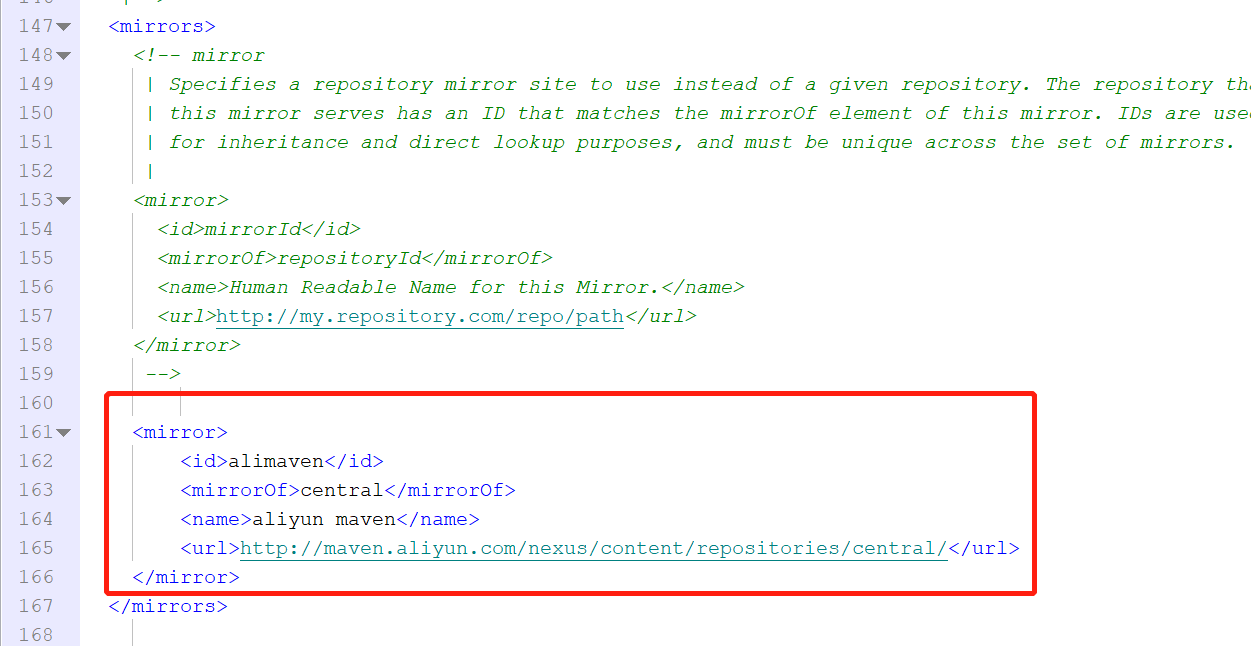 147 <mirrors>
148 <!-- mirror
149 | Specifies a repository mirror site to use instead of a given repository. The repository
150 | this mirror serves has an ID that matches the mirrorOf element of this mirror. IDs are
151 | for inheritance and direct lookup purposes, and must be unique across the set of mirrors.
152 |
153 <mirror>
154 <id>mirrorId</id>
155 <mirrorOf>repositoryId</mirrorOf>
156 <name>Human Readable Name for this Mirror.</name>
157 <url>http://my.repository.com/repo/path</url>
158 </mirror>
159 -->
160
161 <mirror>
162 <id>alimaven</id>
163 <mirrorOf>central</mirrorOf>
164 <name>aliyun maven</name>
165 <url>http://maven.aliyun.com/nexus/content/repositories/central/</url>
166 </mirror>
167 </mirrors>
168